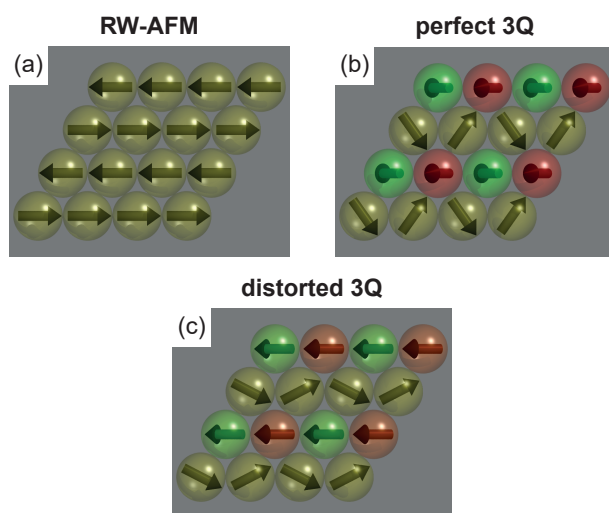 RW-AFM
perfect 3Q
(a)
(b)
distorted 3Q
(c)